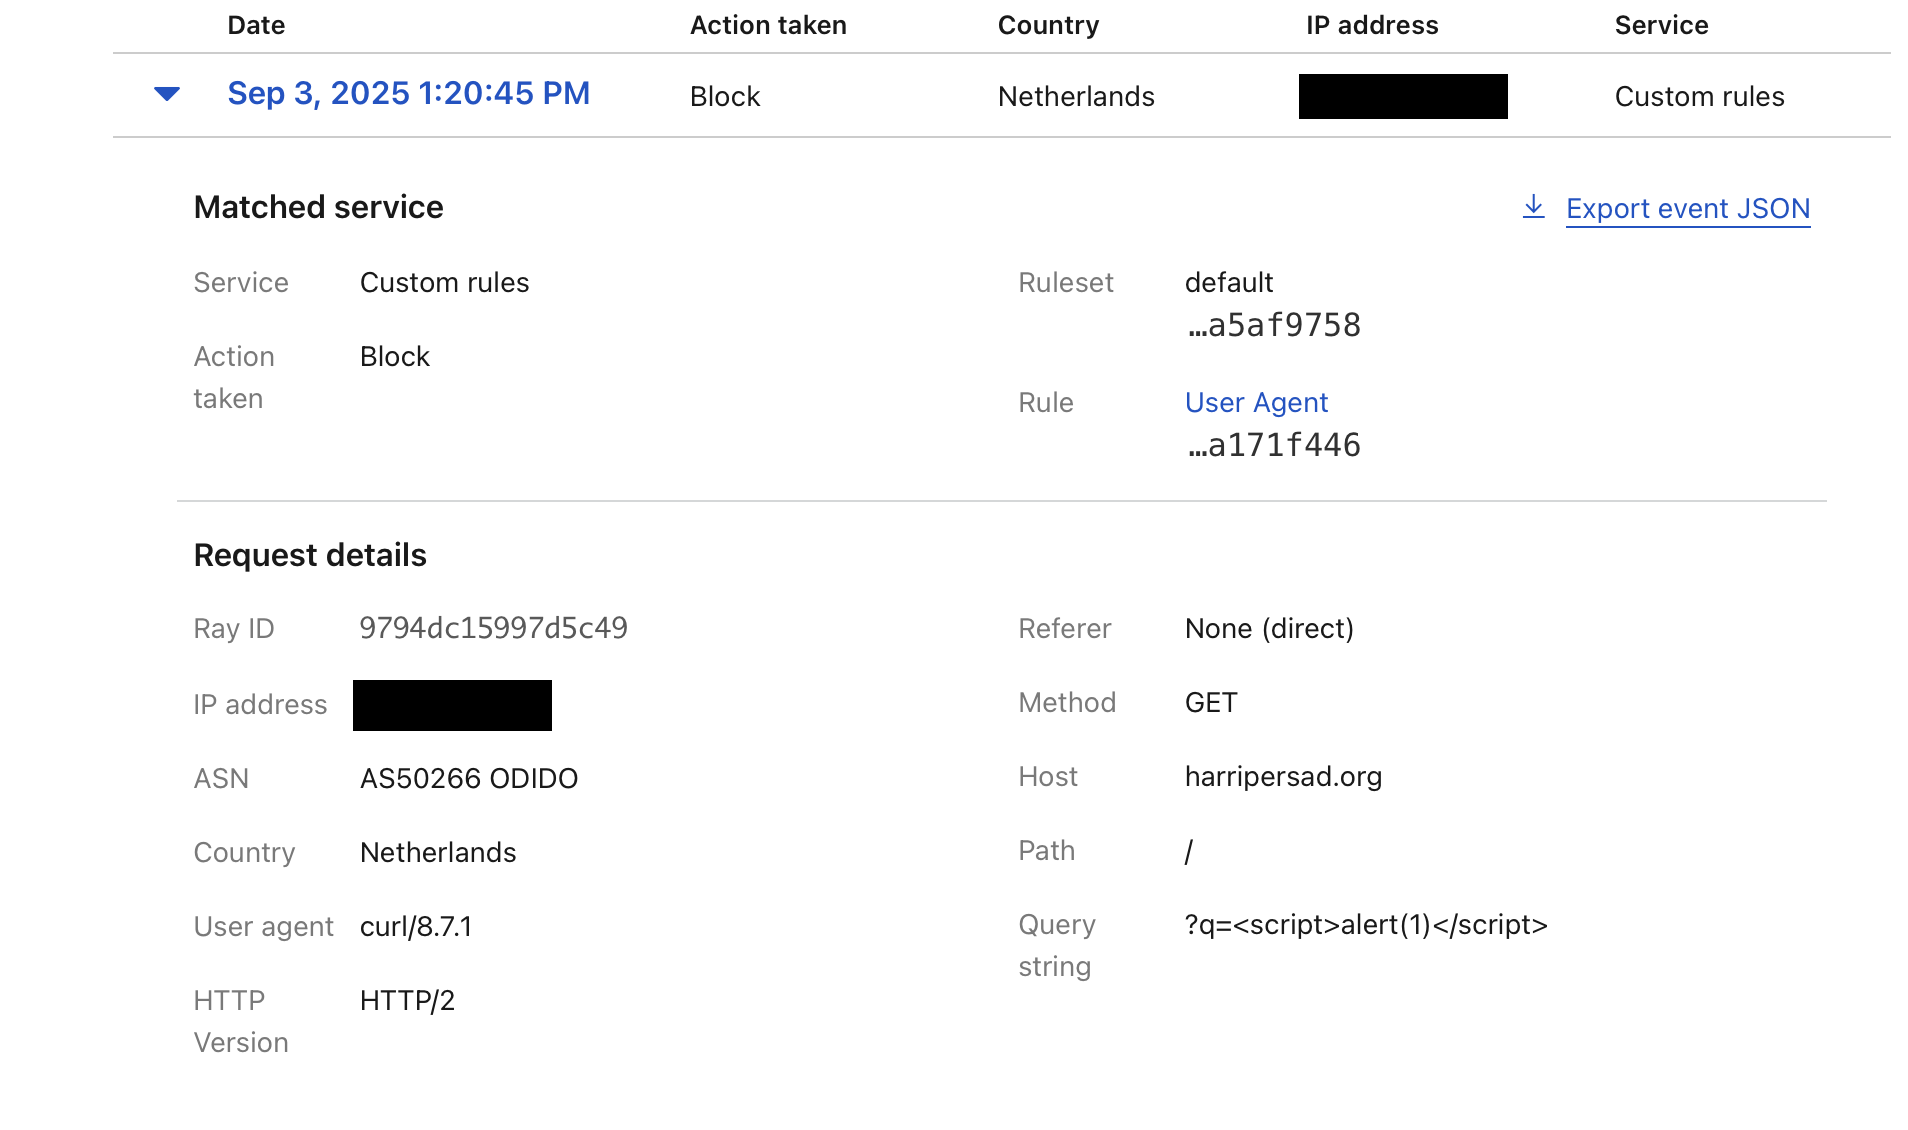 Date Action taken Country IP address Service
Sep 3, 2025 1:20:45 PM Block Netherlands Custom rules
Matched service
Export event JSON
Service Custom rules
Action taken Block
Ruleset default
…a5af9758
Rule User Agent
…a171f446
Request details
Ray ID 9794dc15997d5c49
IP address
ASN AS50266 ODIDO
Country Netherlands
User agent curl/8.7.1
HTTP Version HTTP/2
Referer None (direct)
Method GET
Host harripersad.org
Path /
Query string ?q=<script>alert(1)</script>